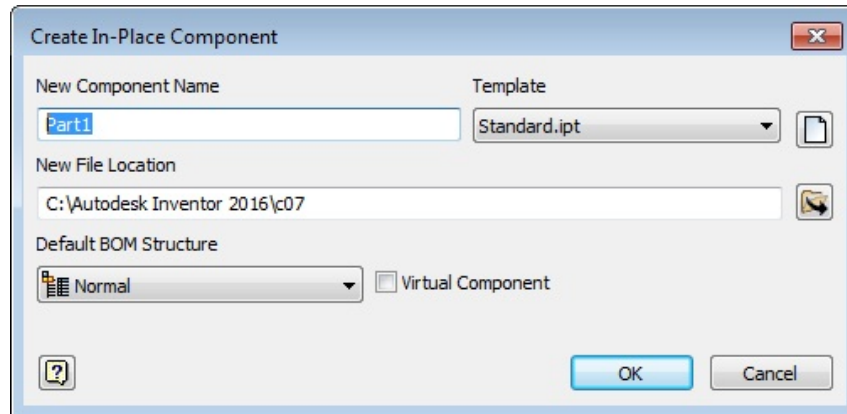 Create In-Place Component
New Component Name
Template
Part1
Standard.ipt
New File Location
C:\Autodesk Inventor 2016\c07
Default BOM Structure
Normal
Virtual Component
OK
Cancel